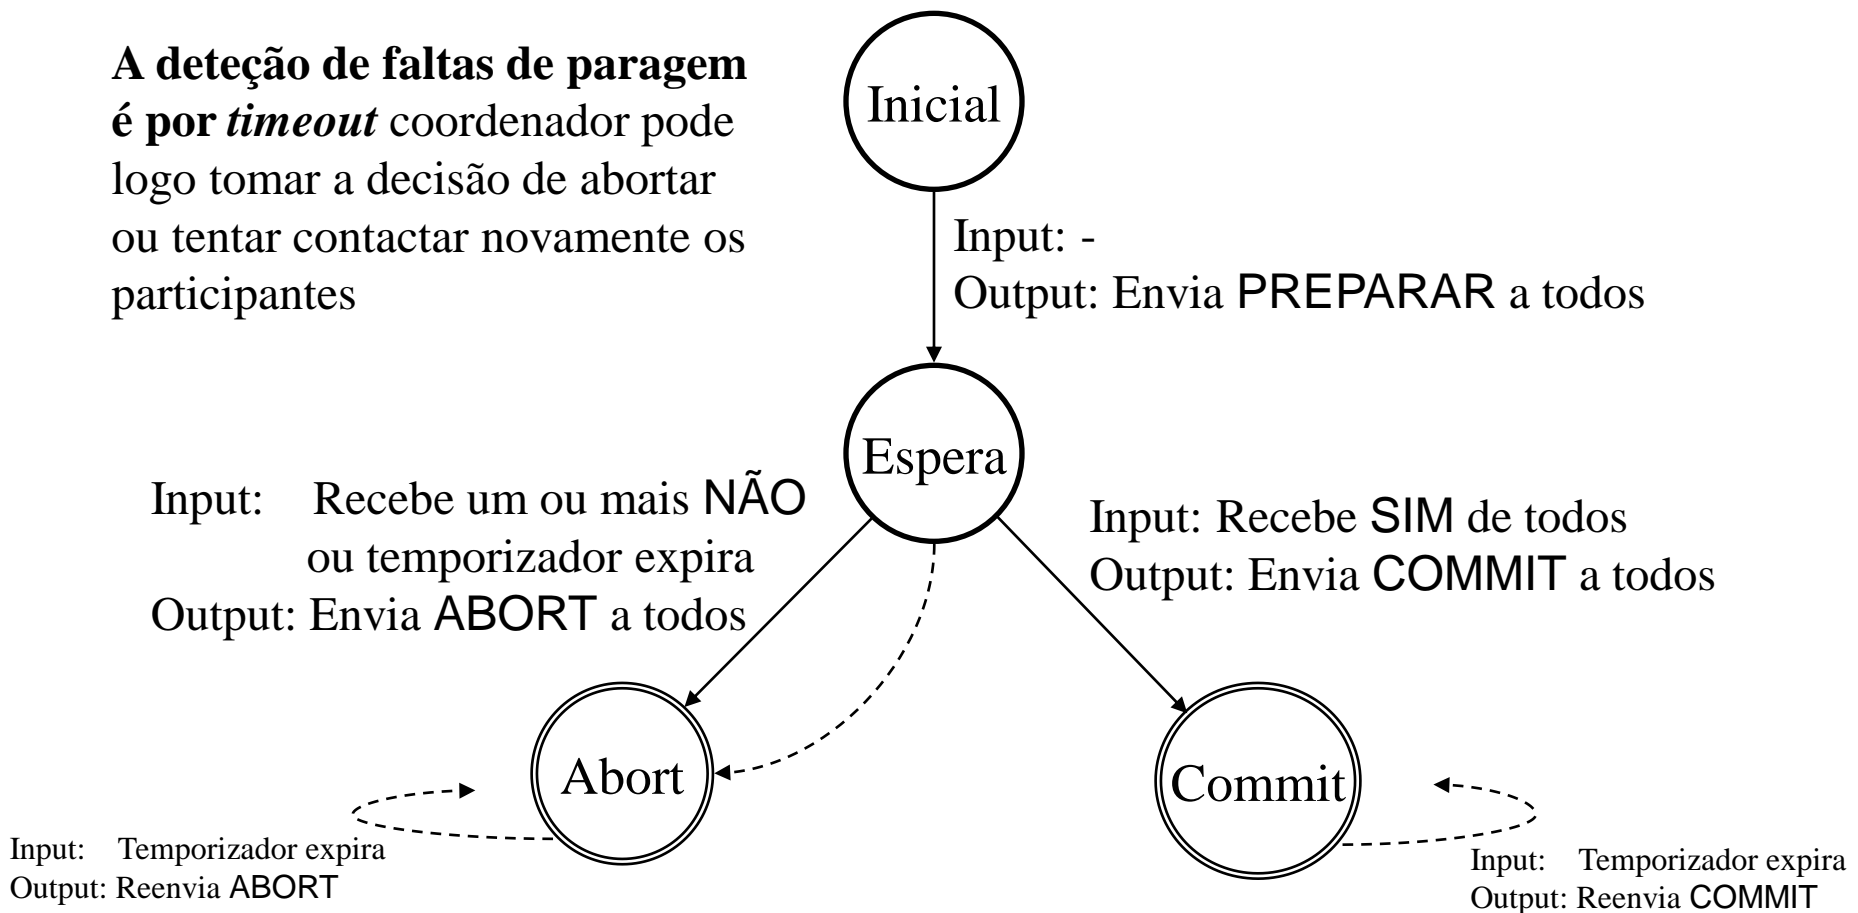 A deteção de faltas de paragem
é por timeout coordenador pode
logo tomar a decisão de abortar
ou tentar contactar novamente os
participantes
Inicial
Input: -
Output: Envia PREPARAR a todos
Espera
Input: Recebe um ou mais NÃO
ou temporizador expira
Output: Envia ABORT a todos
Input: Recebe SIM de todos
Output: Envia COMMIT a todos
Abort
Commit
Input: Temporizador expira
Output: Reenvia ABORT
Input: Temporizador expira
Output: Reenvia COMMIT